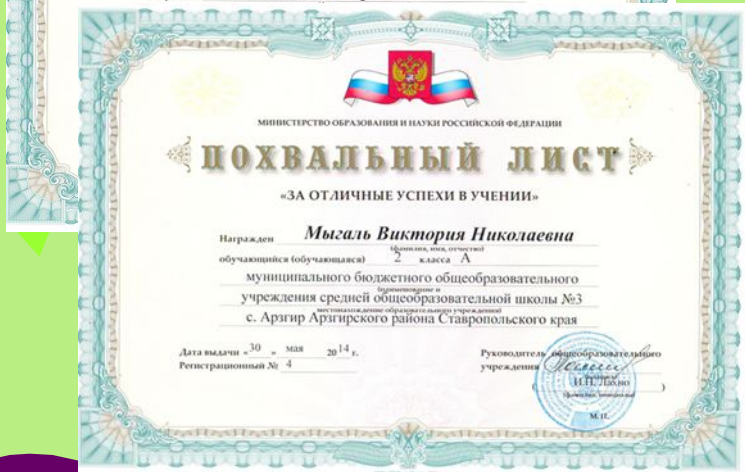 МИНИСТЕРСТВО ОБРАЗОВАНИЯ И НАУКИ РОССИЙСКОЙ ФЕДЕРАЦИИ
ПОХВАЛЬНЫЙ ЛИСТ
«ЗА ОТЛИЧНЫЕ УСПЕХИ В УЧЕНИИ»
Награжден Мыгаль Виктория Николаевна
(фамилия, имя, отчество)
обучающийся (обучающаяся) 2 класса А
муниципального бюджетного общеобразовательного
(наименование и
учреждения средней общеобразовательной школы №3
местонахождение образовательного учреждения)
с. Арзгир Арзгирского района Ставропольского края
Дата выдачи «30» мая 2014 г.
Регистрационный № 4
Руководитель общеобразовательного
учреждения
( И.Н. Лахно )
(фамилия, инициалы)
М.П.